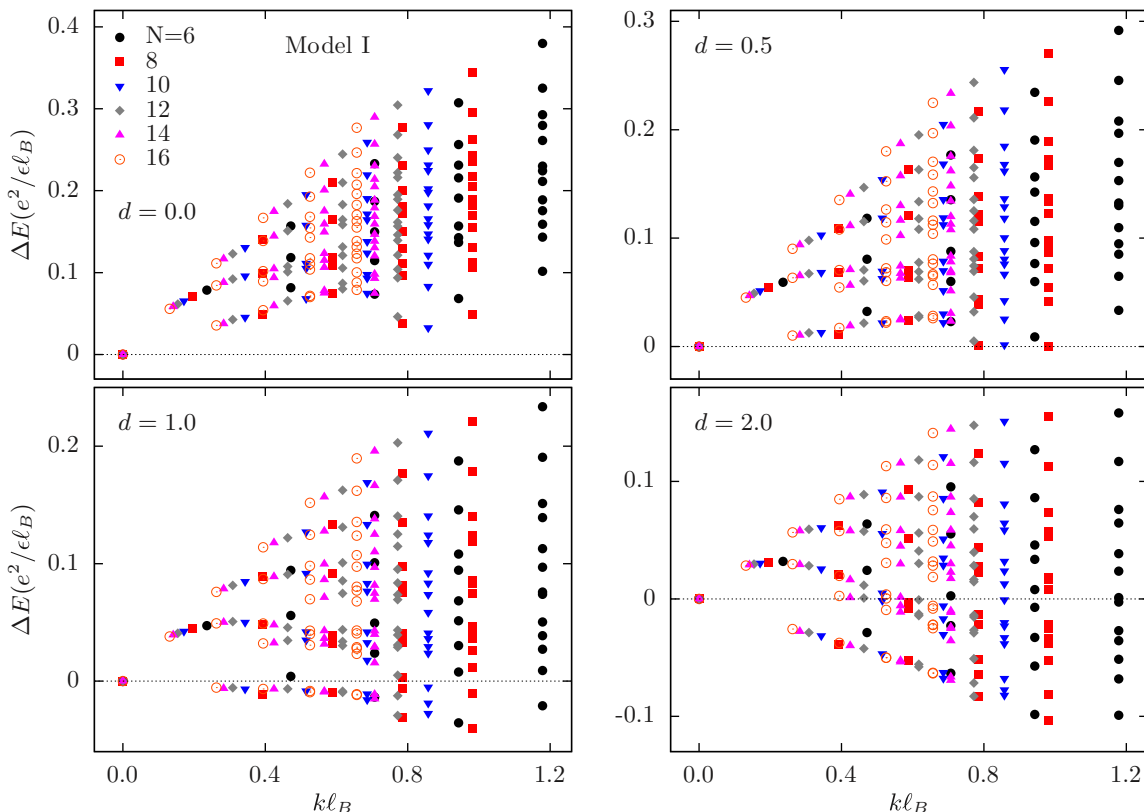 0.4
0.3
0.2
0.1
0
ΔE(e²/ϵℓ_B)
N=6
8
10
12
14
16
Model I
d = 0.0
0.3
0.2
0.1
0
d = 0.5
0.2
0.1
0
ΔE(e²/ϵℓ_B)
d = 1.0
0.0
0.4
0.8
1.2
kℓ_B
0.1
0
-0.1
d = 2.0
0.0
0.4
0.8
1.2
kℓ_B